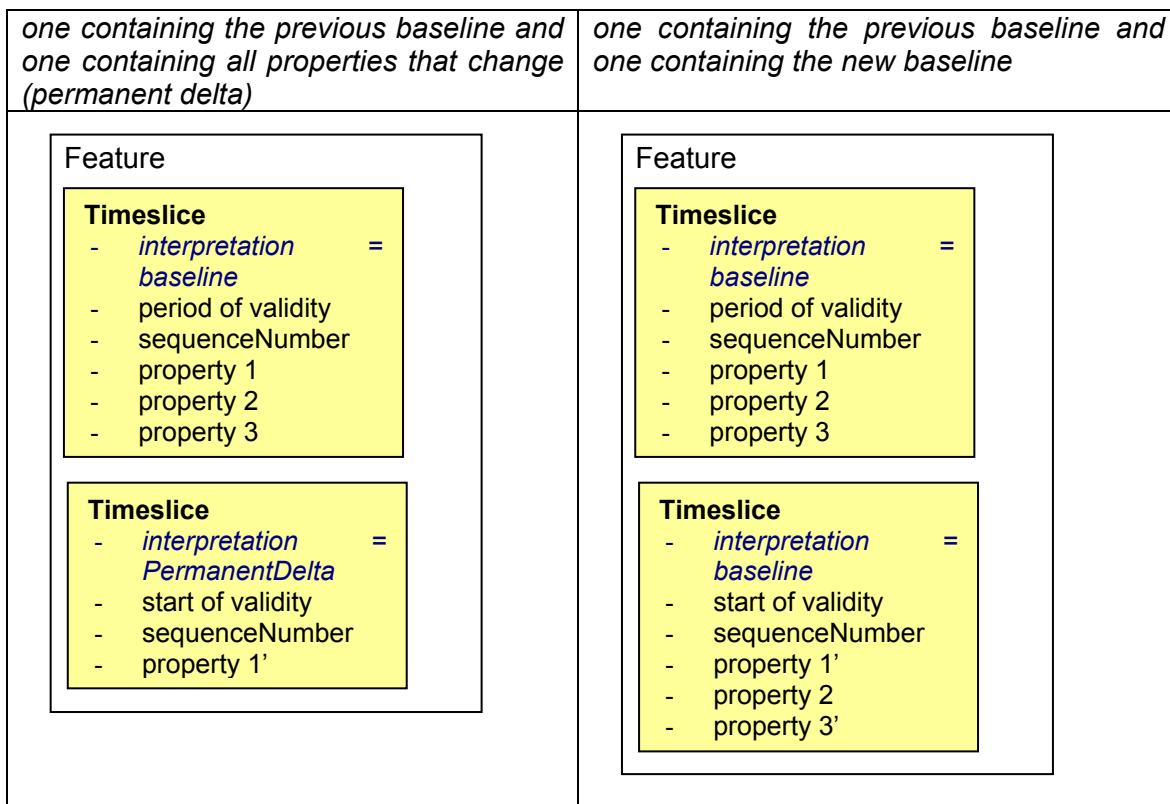 one containing the previous baseline and
one containing all properties that change
(permanent delta)
one containing the previous baseline and
one containing the new baseline
Feature
Timeslice
- interpretation =
baseline
- period of validity
- sequenceNumber
- property 1
- property 2
- property 3
Timeslice
- interpretation =
PermanentDelta
- start of validity
- sequenceNumber
- property 1’
Feature
Timeslice
- interpretation =
baseline
- period of validity
- sequenceNumber
- property 1
- property 2
- property 3
Timeslice
- interpretation =
baseline
- start of validity
- sequenceNumber
- property 1’
- property 2
- property 3’